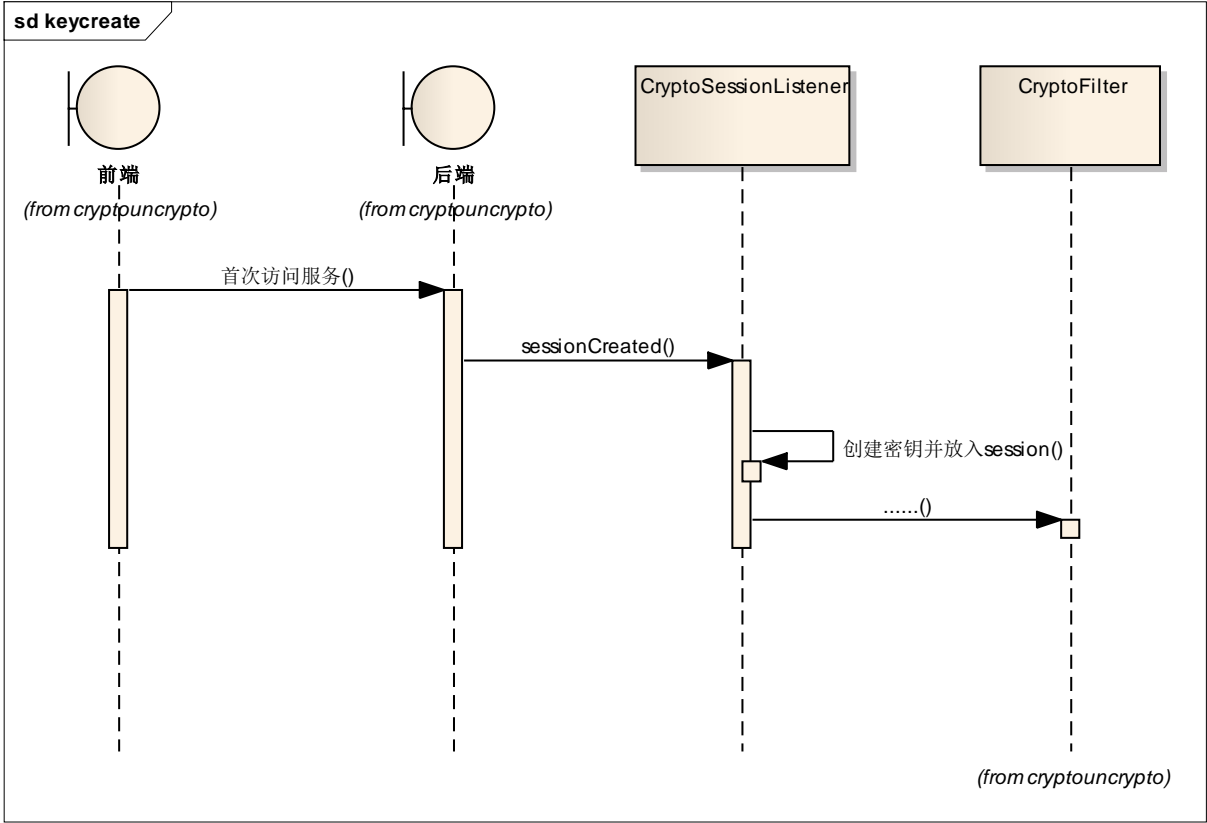 sd keycreate
CryptoSessionListener
CryptoFilter
前端
后端
(from cryptouncrypto)
(from cryptouncrypto)
首次访问服务()
sessionCreated()
创建密钥并放入session()
......()
(from cryptouncrypto)